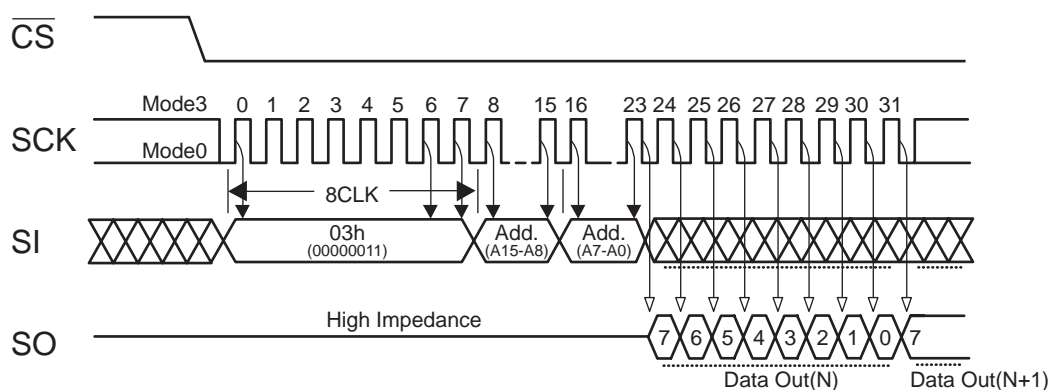 CS
Mode3 0 1 2 3 4 5 6 7 8 15 16 23 24 25 26 27 28 29 30 31
SCK
Mode0
8CLK
SI
03h
(00000011)
Add.
(A15-A8)
Add.
(A7-A0)
High Impedance
SO
7 6 5 4 3 2 1 0 7
Data Out(N) Data Out(N+1)